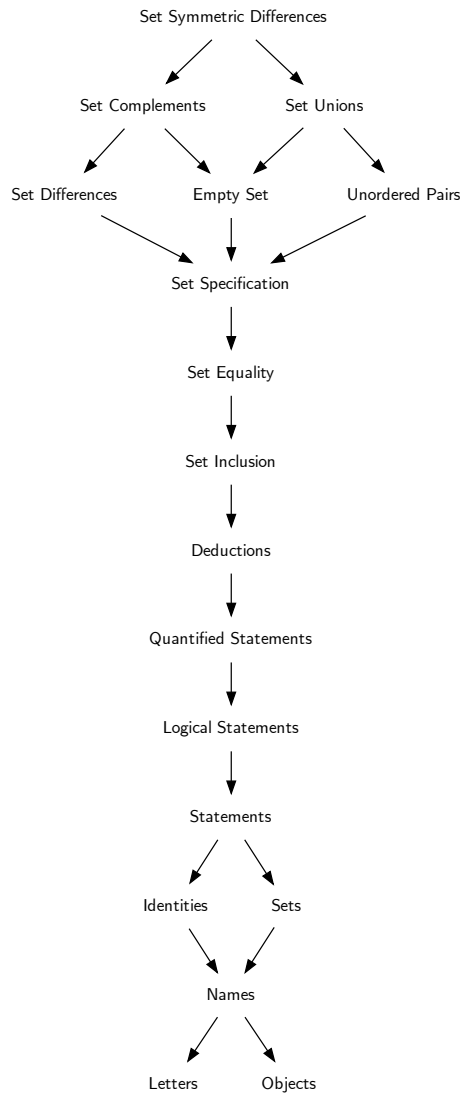 Set Symmetric Differences
Set Complements
Set Unions
Set Differences
Empty Set
Unordered Pairs
Set Specification
Set Equality
Set Inclusion
Deductions
Quantified Statements
Logical Statements
Statements
Identities
Sets
Names
Letters
Objects